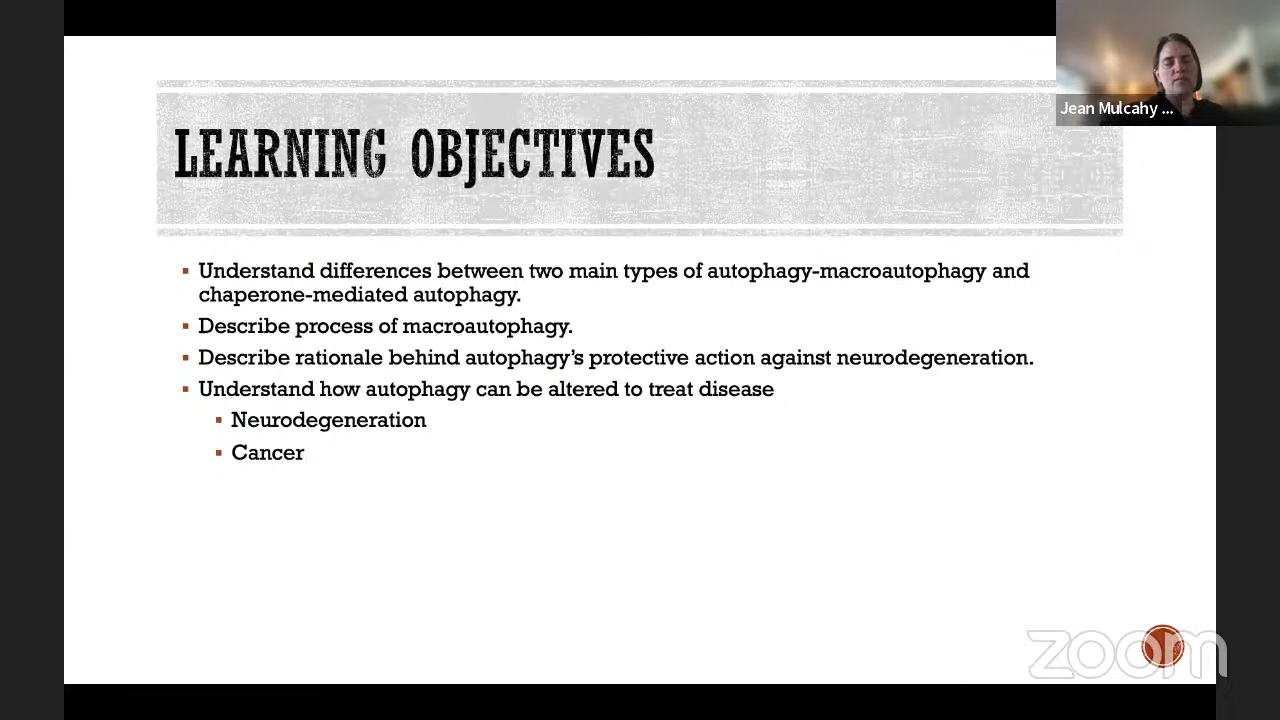 Jean Mulcahy ...
LEARNING OBJECTIVES
Understand differences between two main types of autophagy-macroautophagy and
chaperone-mediated autophagy.
Describe process of macroautophagy.
Describe rationale behind autophagy's protective action against neurodegeneration.
Understand how autophagy can be altered to treat disease
Neurodegeneration
Cancer
zoom